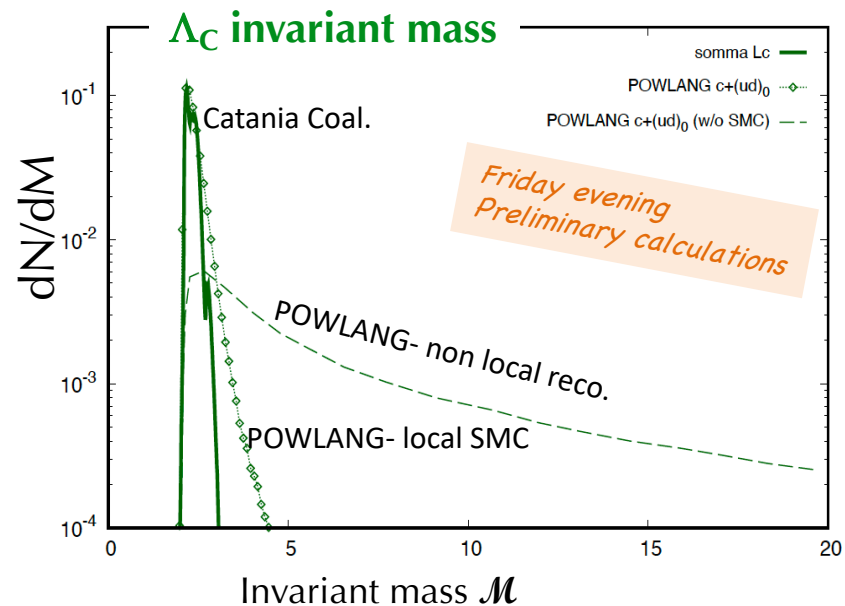 Λc invariant mass
somma Lc
POWLANG c+(ud)0
POWLANG c+(ud)0 (w/o SMC)
Catania Coal.
Friday evening
Preliminary calculations
POWLANG- non local reco.
POWLANG- local SMC
dN/dM
10-1
10-2
10-3
10-4
0
5
10
15
20
Invariant mass ℳ